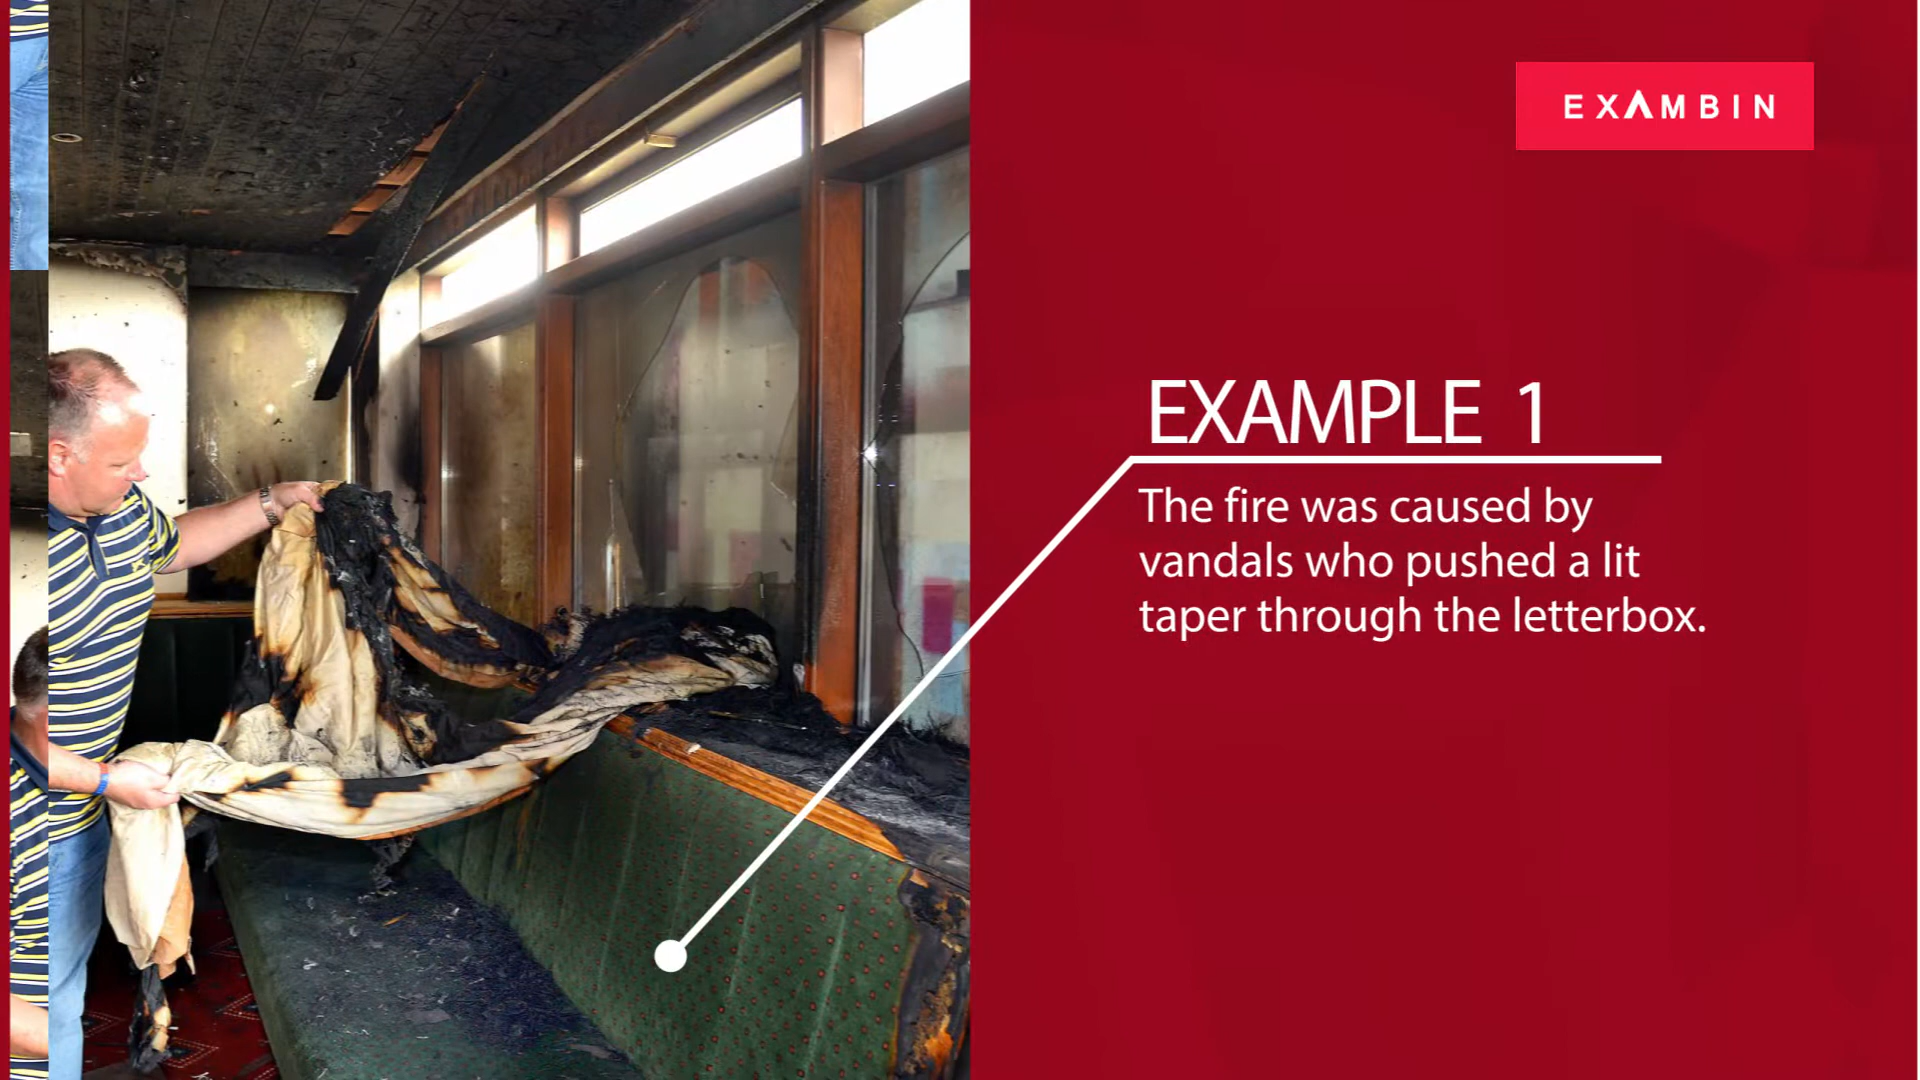 EXAMBIN
EXAMPLE 1
The fire was caused by
vandals who pushed a lit
taper through the letterbox.